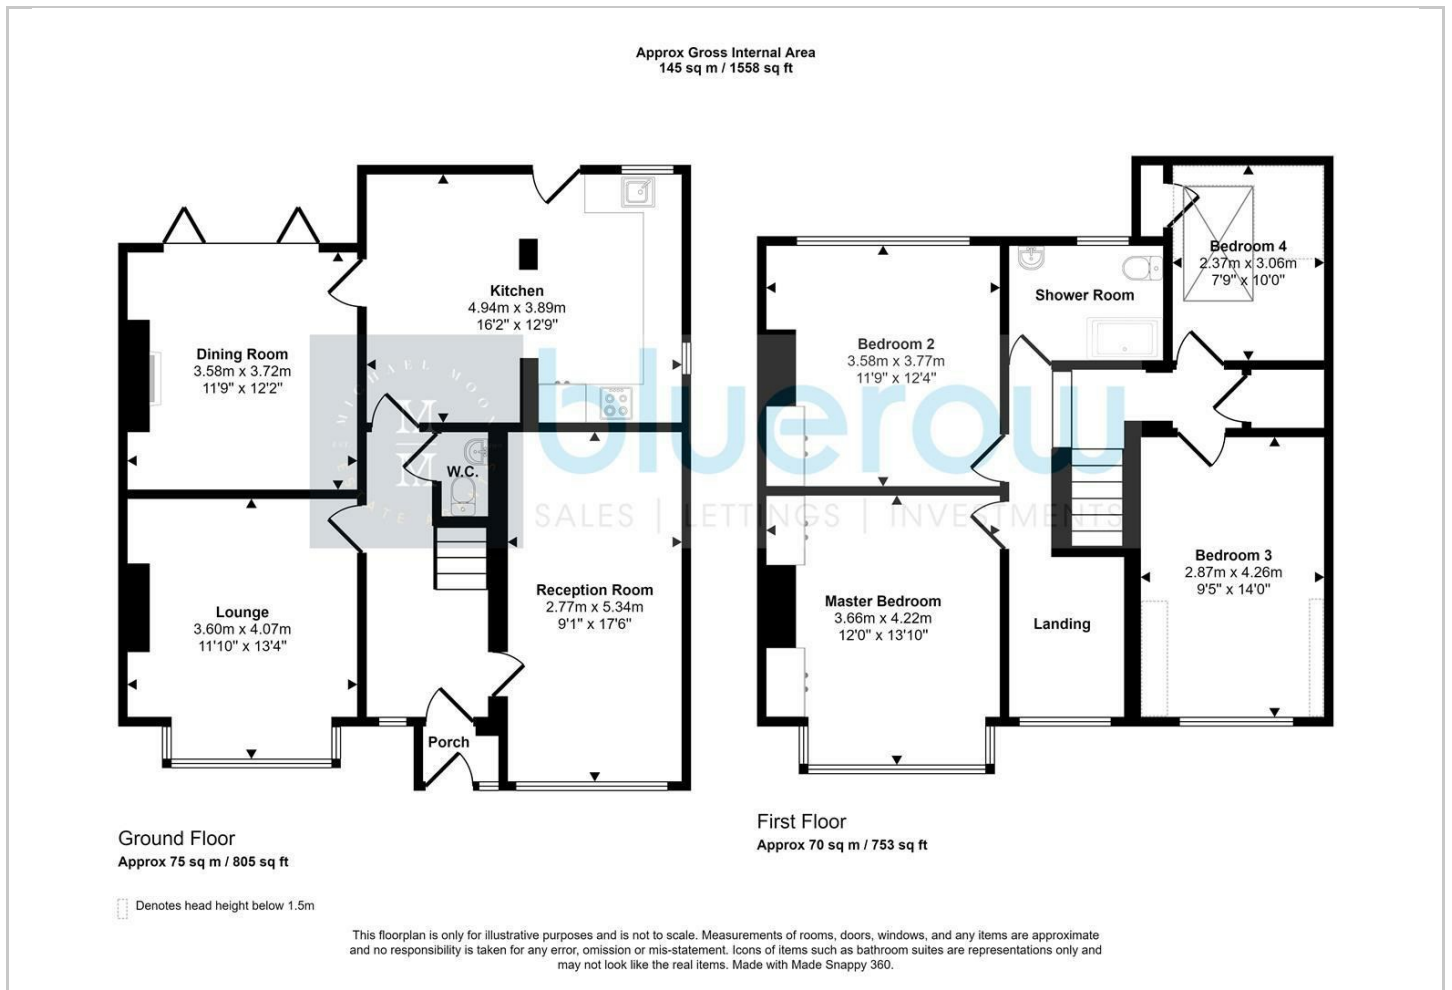 Approx Gross Internal Area
145 sq m / 1558 sq ft
Kitchen
4.94m x 3.89m
16'2" x 12'9"
Dining Room
3.58m x 3.72m
11'9" x 12'2"
W.C.
Lounge
3.60m x 4.07m
11'10" x 13'4"
Reception Room
2.77m x 5.34m
9'1" x 17'6"
Porch
Ground Floor
Approx 75 sq m / 805 sq ft
Denotes head height below 1.5m
Bedroom 4
2.37m x 3.06m
7'9" x 10'0"
Shower Room
Bedroom 2
3.58m x 3.77m
11'9" x 12'4"
Bedroom 3
2.87m x 4.26m
9'5" x 14'0"
Master Bedroom
3.66m x 4.22m
12'0" x 13'10"
Landing
First Floor
Approx 70 sq m / 753 sq ft
MICHAEL MOON
M
M
bluerow
SALES | LETTINGS | INVESTMENTS
This floorplan is only for illustrative purposes and is not to scale. Measurements of rooms, doors, windows, and any items are approximate
and no responsibility is taken for any error, omission or mis-statement. Icons of items such as bathroom suites are representations only and
may not look like the real items. Made with Made Snappy 360.